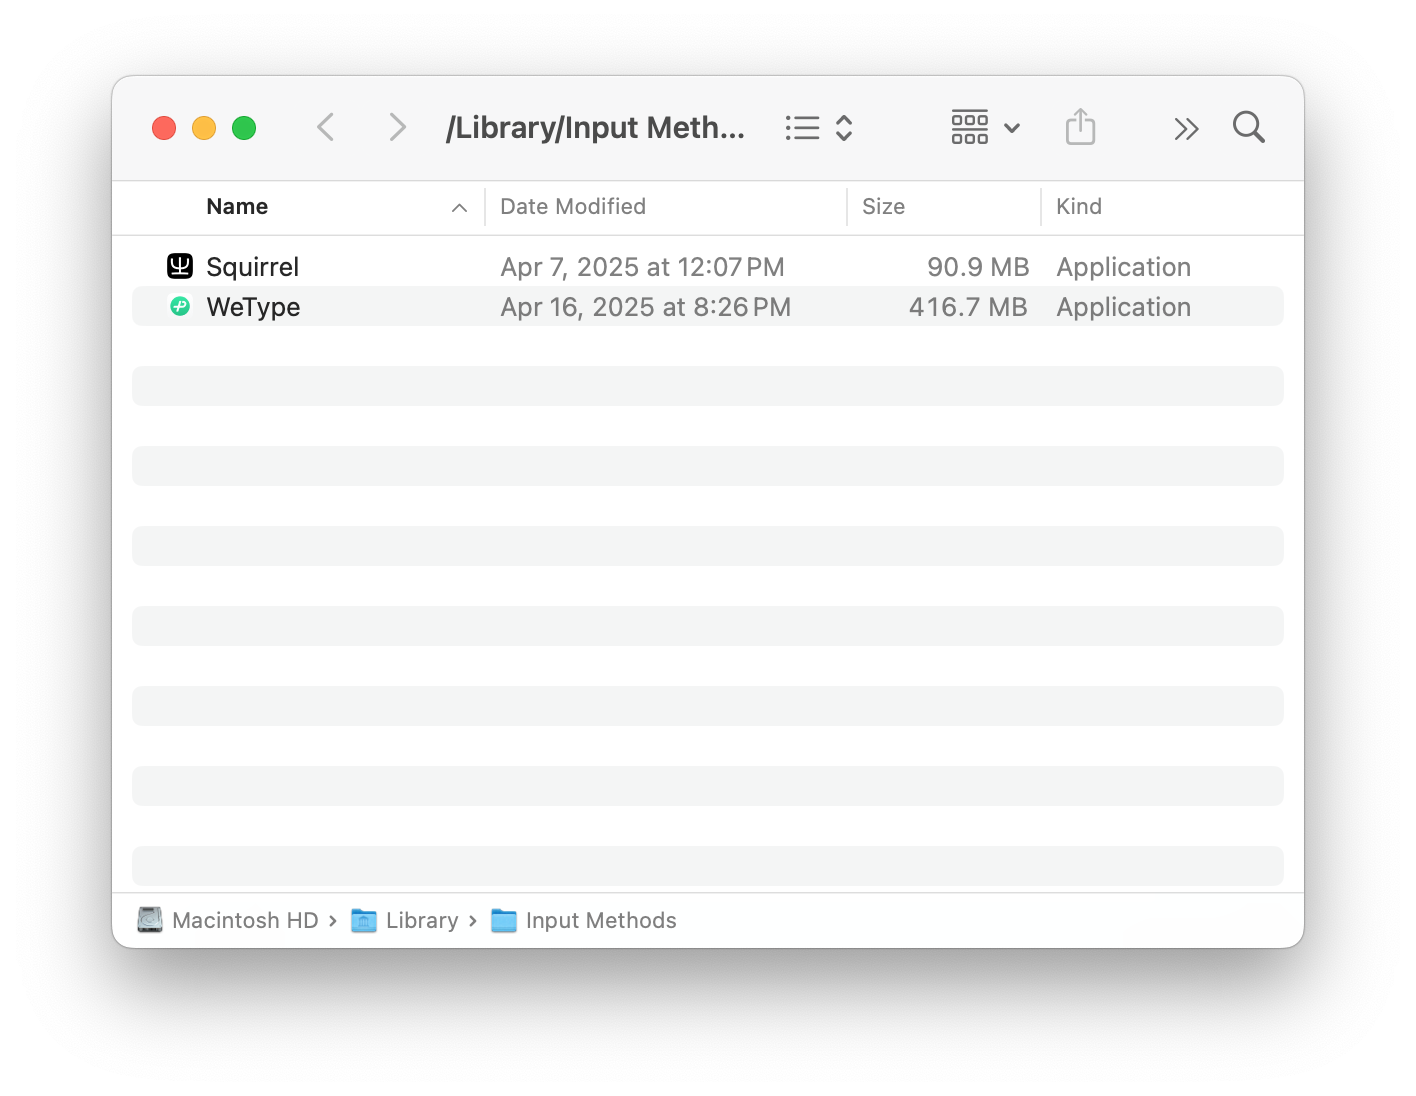 /Library/Input Meth...
Name Date Modified Size Kind
Squirrel Apr 7, 2025 at 12:07 PM 90.9 MB Application
WeType Apr 16, 2025 at 8:26 PM 416.7 MB Application
Macintosh HD › Library › Input Methods